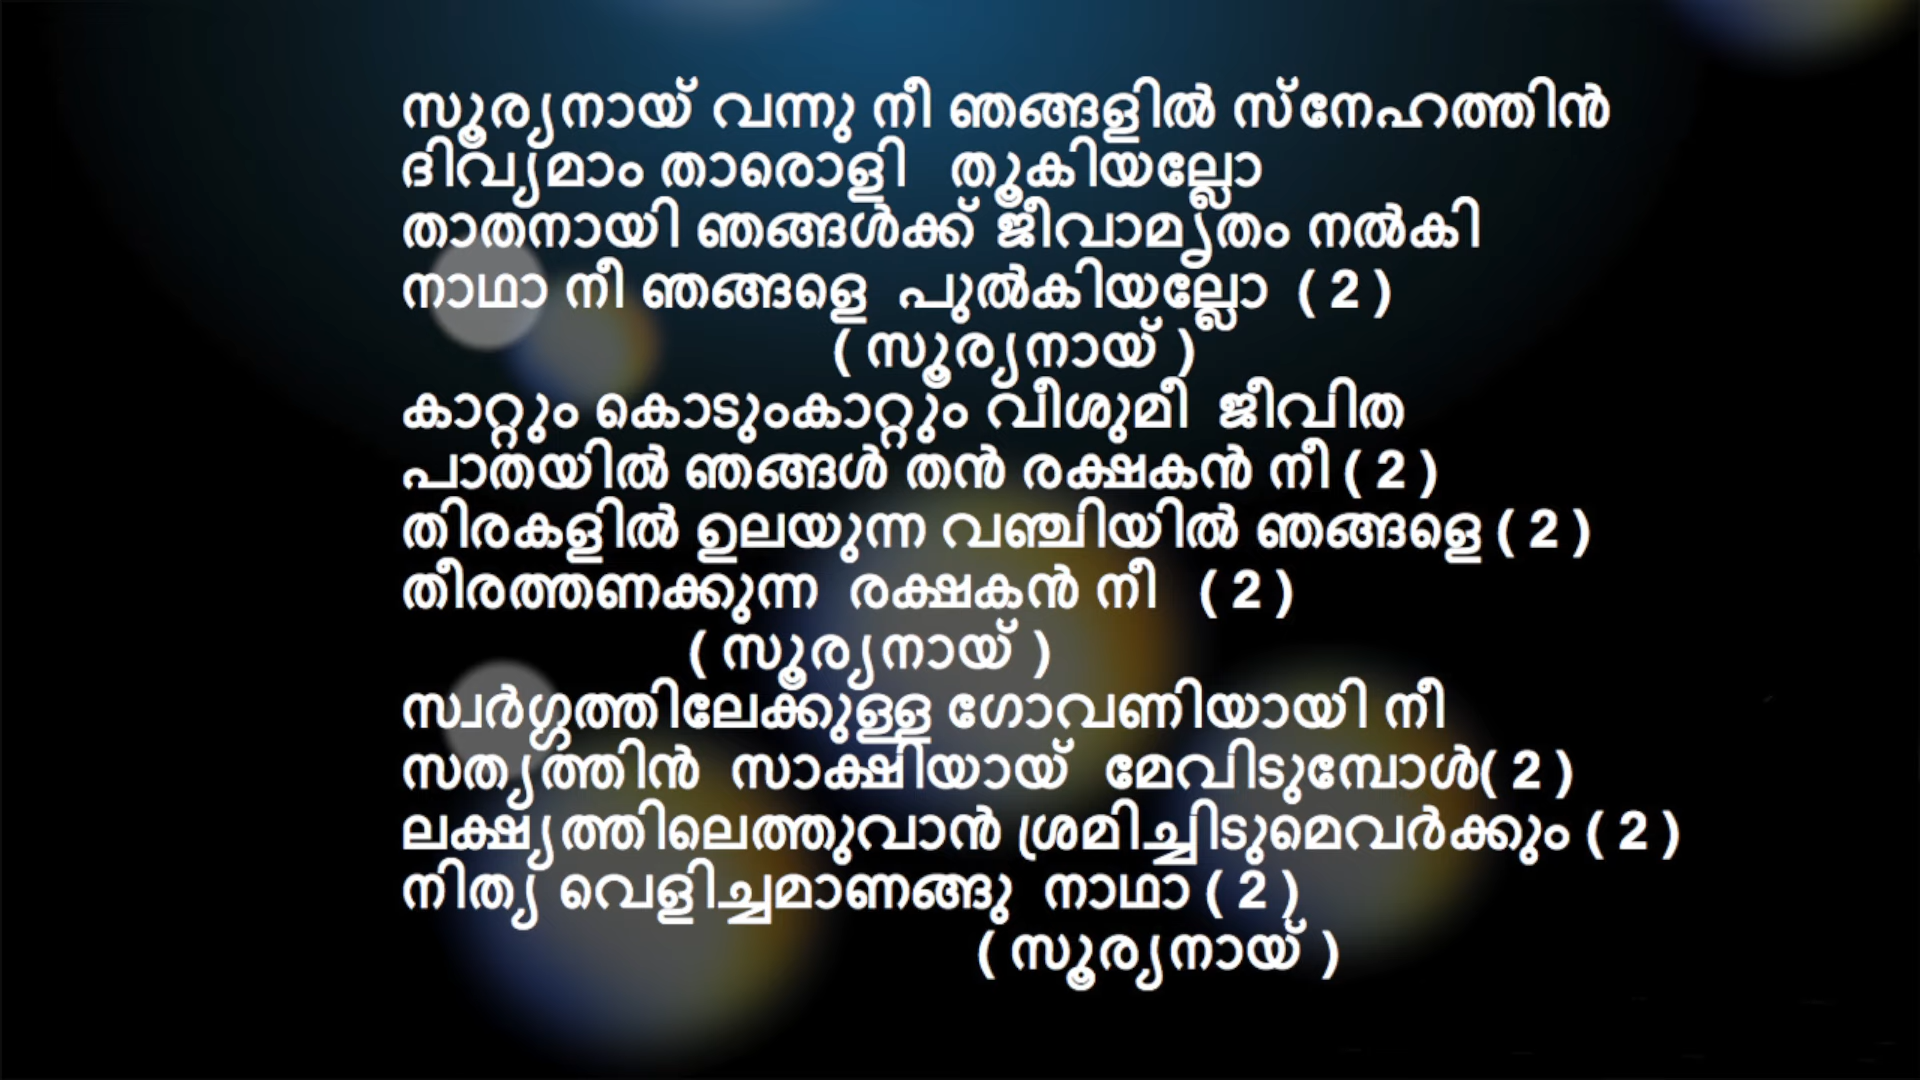 സൂര്യനായ് വന്നു നീ ഞങ്ങളിൽ സ്നേഹത്തിൻ
ദിവ്യമാം താരൊളി തൂകിയല്ലോ
താതനായി ഞങ്ങൾക്ക് ജീവാമൃതം നൽകി
നാഥാ നീ ഞങ്ങളെ പുൽകിയല്ലോ ( 2 )
( സൂര്യനായ് )
കാറ്റും കൊടുംകാറ്റും വീശുമീ ജീവിത
പാതയിൽ ഞങ്ങൾ തൻ രക്ഷകൻ നീ ( 2 )
തിരകളിൽ ഉലയുന്ന വഞ്ചിയിൽ ഞങ്ങളെ ( 2 )
തീരത്തണക്കുന്ന രക്ഷകൻ നീ ( 2 )
( സൂര്യനായ് )
സ്വർഗ്ഗത്തിലേക്കുള്ള ഗോവണിയായി നീ
സത്യത്തിൻ സാക്ഷിയായ് മേവിടുമ്പോൾ( 2 )
ലക്ഷ്യത്തിലെത്തുവാൻ ശ്രമിച്ചിടുമെവർക്കും ( 2 )
നിത്യ വെളിച്ചമാണങ്ങു നാഥാ ( 2 )
( സൂര്യനായ് )